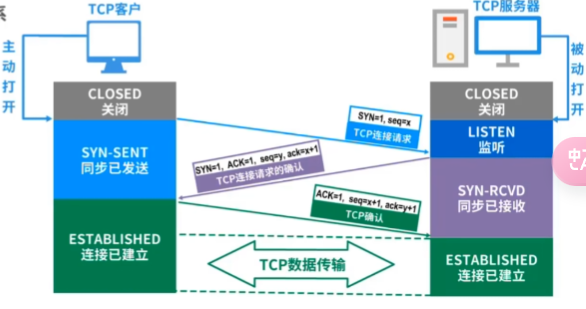 系
TCP客户
TCP服务器
主动打开
被动打开
CLOSED
关闭
CLOSED
关闭
SYN=1, seq=x
TCP连接请求
LISTEN
监听
SYN-SENT
同步已发送
SYN=1, ACK=1, seq=y, ack=x+1
TCP连接请求的确认
SYN-RCVD
同步已接收
ACK=1, seq=x+1, ack=y+1
TCP确认
ESTABLISHED
连接已建立
TCP数据传输
ESTABLISHED
连接已建立